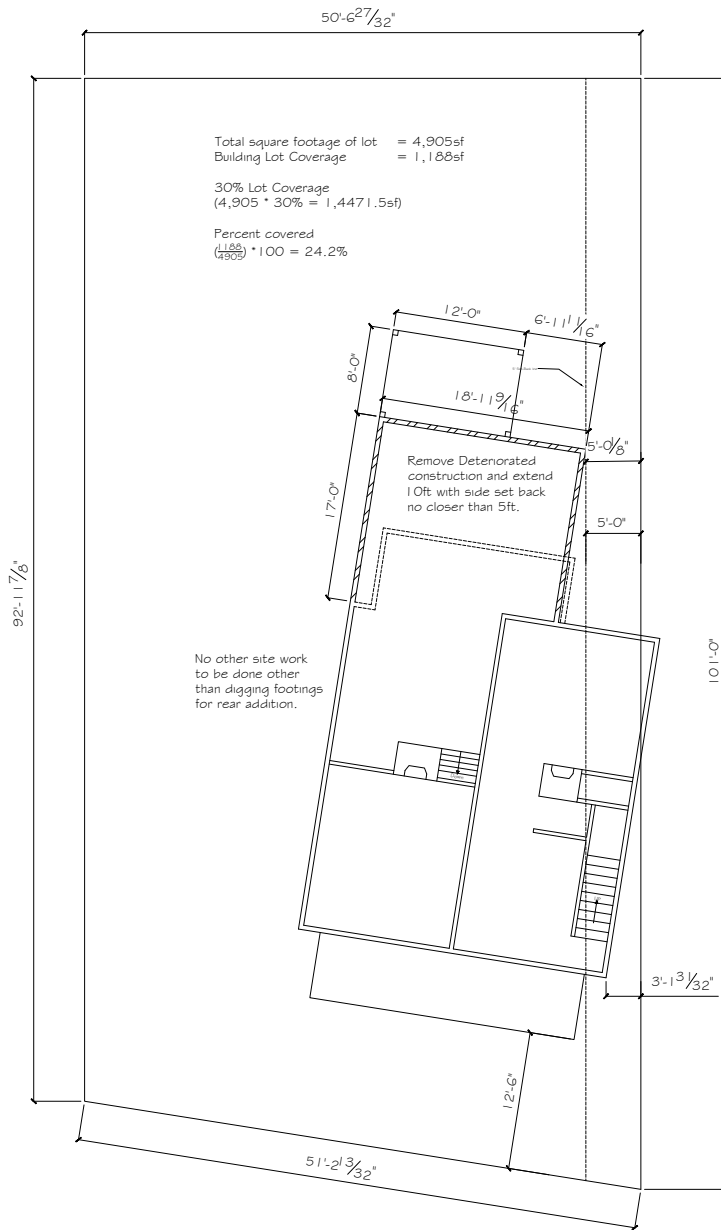 50'-6 27/32"
Total square footage of lot = 4,905sf
Building Lot Coverage = 1,188sf
30% Lot Coverage
(4,905 * 30% = 1,4471.5sf)
Percent covered
(1188/4905) *100 = 24.2%
12'-0"
6'-11 11/16"
8'-0"
18'-11 9/16"
5'-0 1/8"
Remove Deteriorated
construction and extend
10ft with side set back
no closer than 5ft.
17'-0"
5'-0"
92'-11 7/8"
101'-0"
No other site work
to be done other
than digging footings
for rear addition.
3'-1 31/32"
12'-6"
51'-2 13/32"